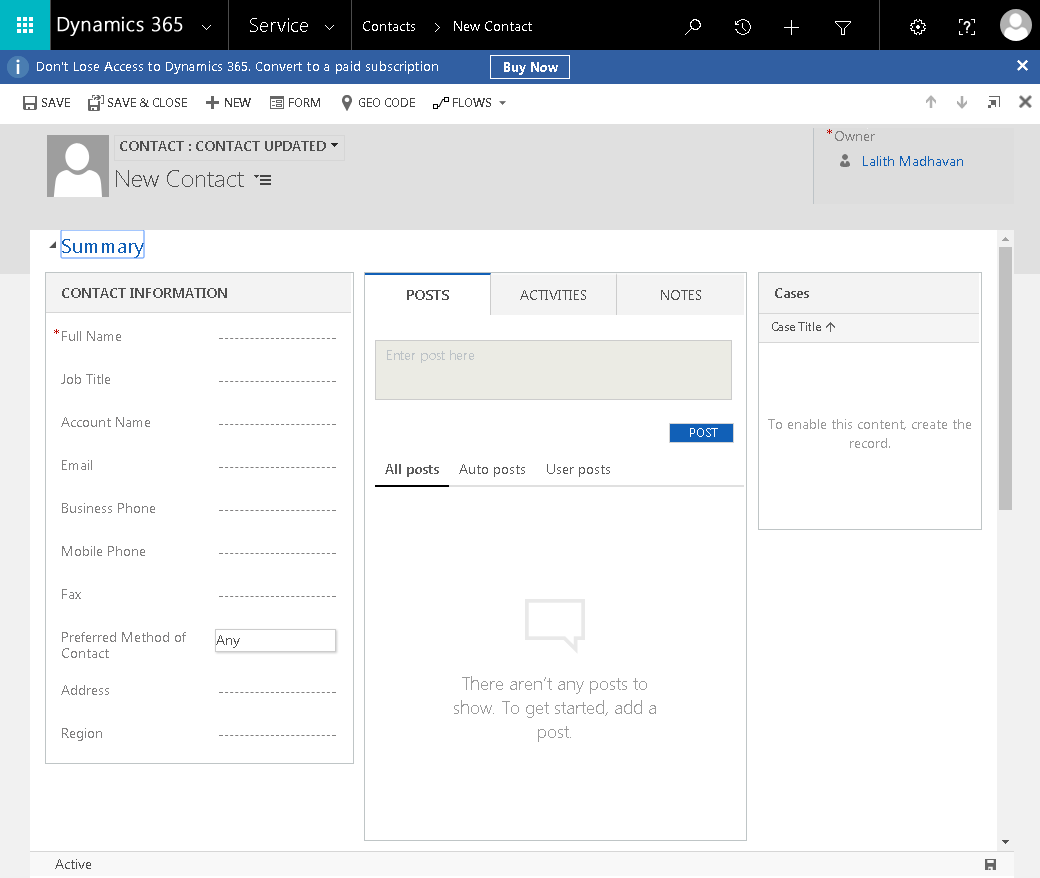 Dynamics 365 Service Contacts > New Contact
Don't Lose Access to Dynamics 365. Convert to a paid subscription Buy Now
SAVE SAVE & CLOSE NEW FORM GEO CODE FLOWS
CONTACT : CONTACT UPDATED
New Contact
*Owner
Lalith Madhavan
Summary
CONTACT INFORMATION
*Full Name
Job Title
Account Name
Email
Business Phone
Mobile Phone
Fax
Preferred Method of
Contact
Any
Address
Region
POSTS ACTIVITIES NOTES
Enter post here
POST
All posts Auto posts User posts
There aren't any posts to
show. To get started, add a
post.
Cases
Case Title ↑
To enable this content, create the
record.
Active